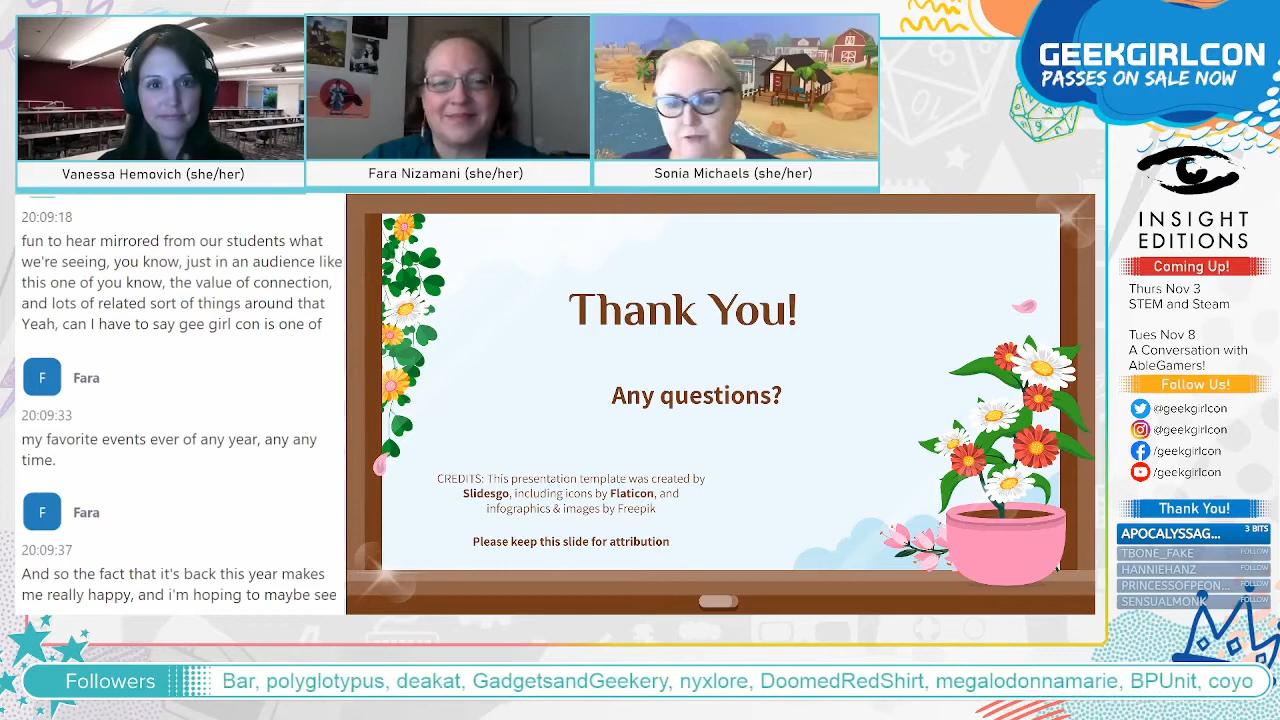 GEEKGIRLCON
PASSES ON SALE NOW
Vanessa Hemovich (she/her)
Fara Nizamani (she/her)
Sonia Michaels (she/her)
20:09:18
fun to hear mirrored from our students what
we're seeing, you know, just in an audience like
this one of you know, the value of connection,
and lots of related sort of things around that
Yeah, can I have to say gee girl con is one of
F
Fara
20:09:33
my favorite events ever of any year, any any
time.
F
Fara
20:09:37
And so the fact that it's back this year makes
me really happy, and i'm hoping to maybe see
Thank You!
Any questions?
CREDITS: This presentation template was created by
Slidesgo, including icons by Flaticon, and
infographics & images by Freepik
Please keep this slide for attribution
INSIGHT
EDITIONS
Coming Up!
Thurs Nov 3
STEM and Steam
Tues Nov 8
A Conversation with
AbleGamers!
Follow Us!
@geekgirlcon
@geekgirlcon
/geekgirlcon
/geekgirlcon
Thank You!
APOCALYSSAG... 3 BITS
TBONE_FAKE FOLLOW
HANNIEHANZ FOLLOW
PRINCESSOFPEON... FOLLOW
SENSUALMONK FOLLOW
Followers
Bar, polyglotypus, deakat, GadgetsandGeekery, nyxlore, DoomedRedShirt, megalodonnamarie, BPUnit, coyo